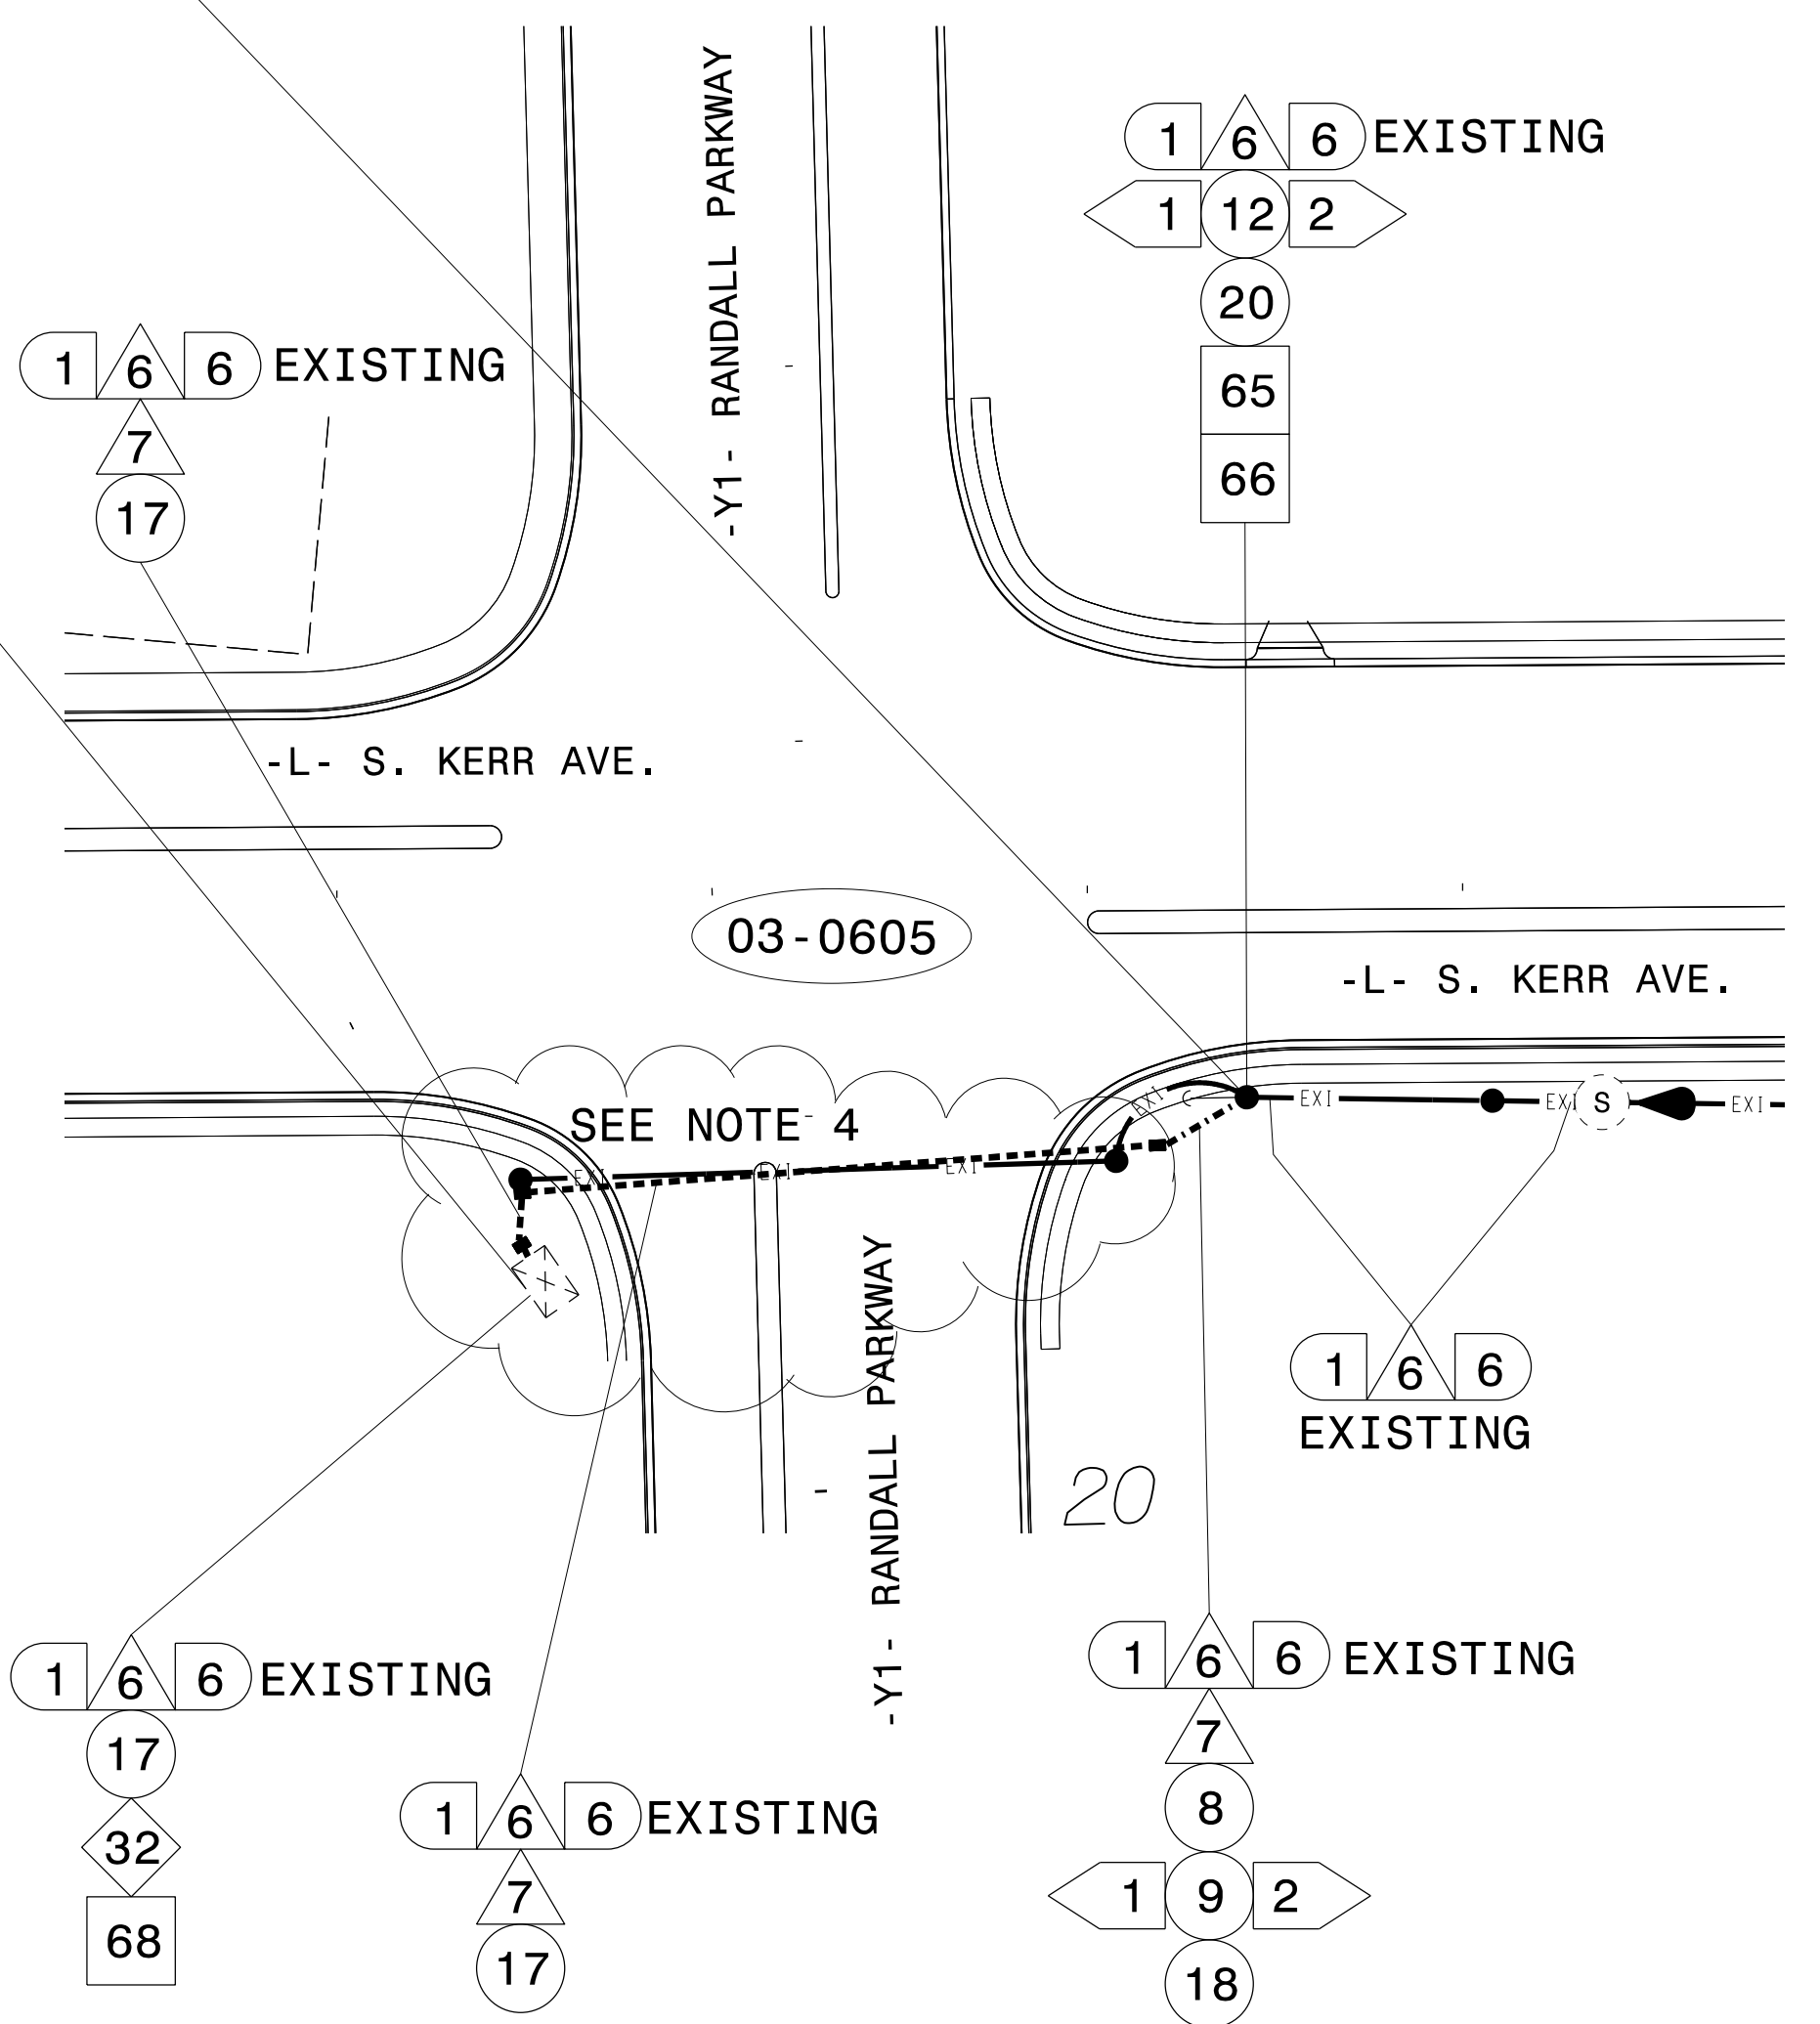 -Y1- RANDALL PARKWAY
1 6 6 EXISTING
1 12 2
20
65
66
1 6 6 EXISTING
7
17
-L- S. KERR AVE.
03-0605
-L- S. KERR AVE.
SEE NOTE 4
EXI
EXI
EXI
EXI
C
EXI
EXI
S
EXI
-Y1- RANDALL PARKWAY
1 6 6
EXISTING
20
1 6 6 EXISTING
17
32
68
1 6 6 EXISTING
7
17
1 6 6 EXISTING
7
8
1 9 2
18